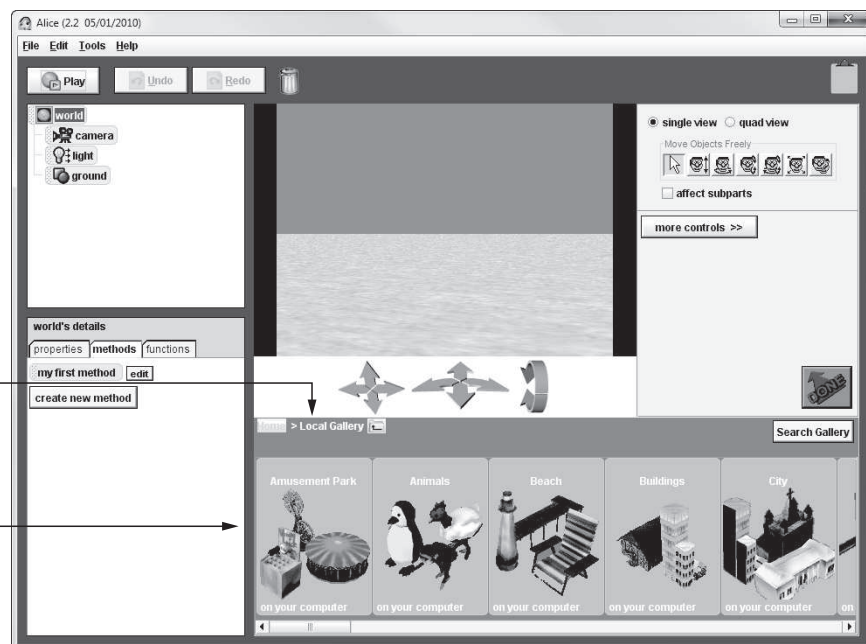 Alice (2.2 05/01/2010)
File Edit Tools Help
Play Undo Redo
world
camera
light
ground
single view quad view
Move Objects Freely
affect subparts
more controls >>
world's details
properties methods functions
my first method edit
create new method
DONE
Home > Local Gallery
Search Gallery
Amusement Park Animals Beach Buildings City
on your computer on your computer on your computer on your computer on your computer on